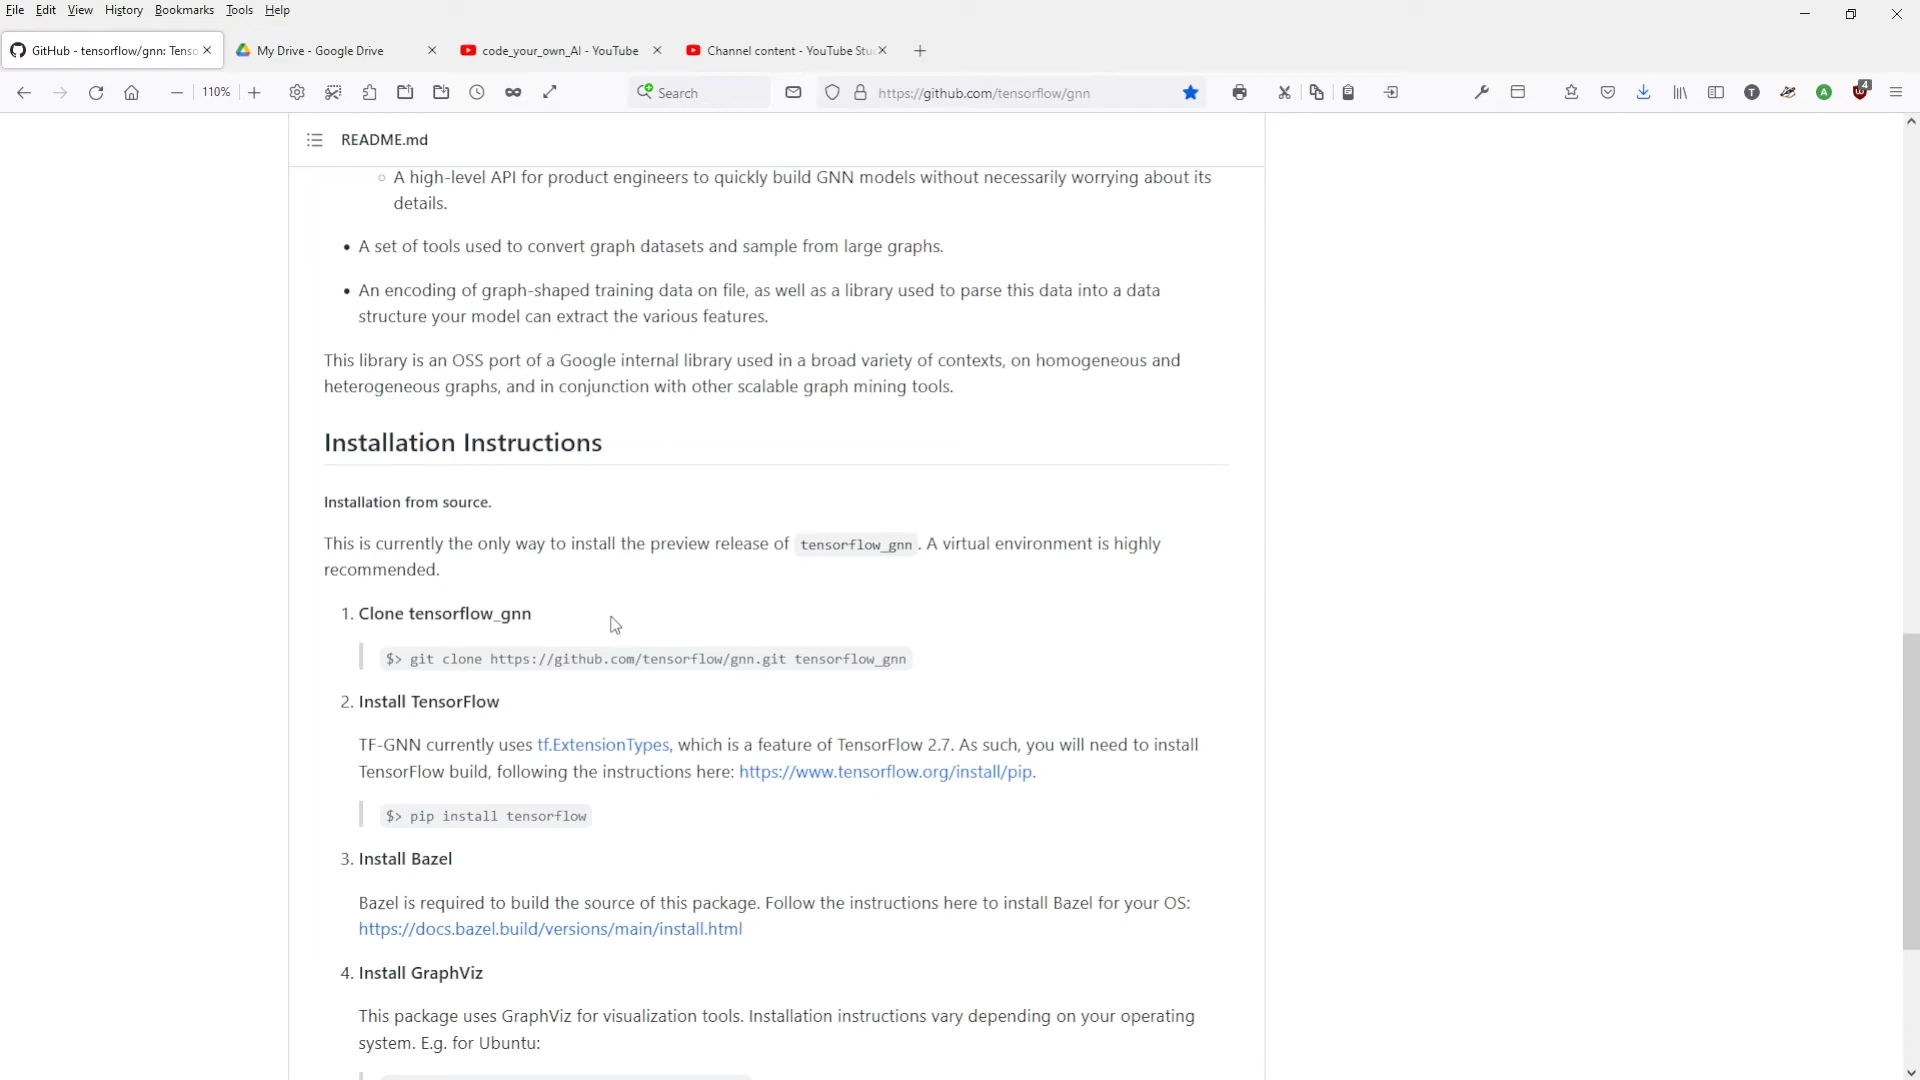 File Edit View History Bookmarks Tools Help
GitHub - tensorflow/gnn: Tenso
My Drive - Google Drive
code_your_own_AI - YouTube
Channel content - YouTube Stu
110%
Search
https://github.com/tensorflow/gnn
T
A
4
README.md
A high-level API for product engineers to quickly build GNN models without necessarily worrying about its
details.
A set of tools used to convert graph datasets and sample from large graphs.
An encoding of graph-shaped training data on file, as well as a library used to parse this data into a data
structure your model can extract the various features.
This library is an OSS port of a Google internal library used in a broad variety of contexts, on homogeneous and
heterogeneous graphs, and in conjunction with other scalable graph mining tools.
Installation Instructions
Installation from source.
This is currently the only way to install the preview release of tensorflow_gnn. A virtual environment is highly
recommended.
1. Clone tensorflow_gnn
$> git clone https://github.com/tensorflow/gnn.git tensorflow_gnn
2. Install TensorFlow
TF-GNN currently uses tf.ExtensionTypes, which is a feature of TensorFlow 2.7. As such, you will need to install
TensorFlow build, following the instructions here: https://www.tensorflow.org/install/pip.
$> pip install tensorflow
3. Install Bazel
Bazel is required to build the source of this package. Follow the instructions here to install Bazel for your OS:
https://docs.bazel.build/versions/main/install.html
4. Install GraphViz
This package uses GraphViz for visualization tools. Installation instructions vary depending on your operating
system. E.g. for Ubuntu: